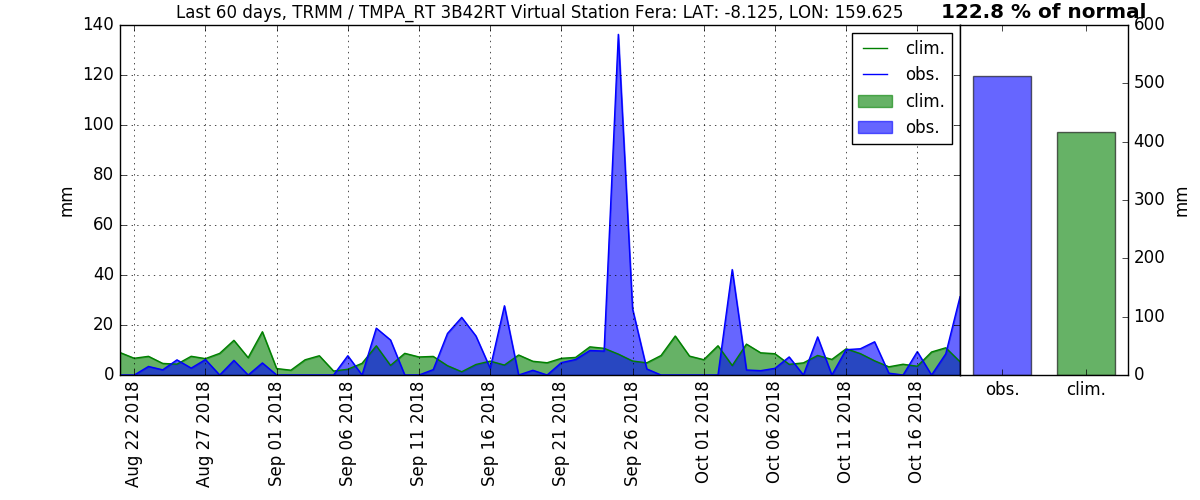 Last 60 days, TRMM / TMPA_RT 3B42RT Virtual Station Fera: LAT: -8.125, LON: 159.625
122.8 % of normal
140
120
100
80
60
40
20
0
mm
clim.
obs.
clim.
obs.
Aug 22 2018
Aug 27 2018
Sep 01 2018
Sep 06 2018
Sep 11 2018
Sep 16 2018
Sep 21 2018
Sep 26 2018
Oct 01 2018
Oct 06 2018
Oct 11 2018
Oct 16 2018
600
500
400
300
200
100
0
mm
obs.
clim.